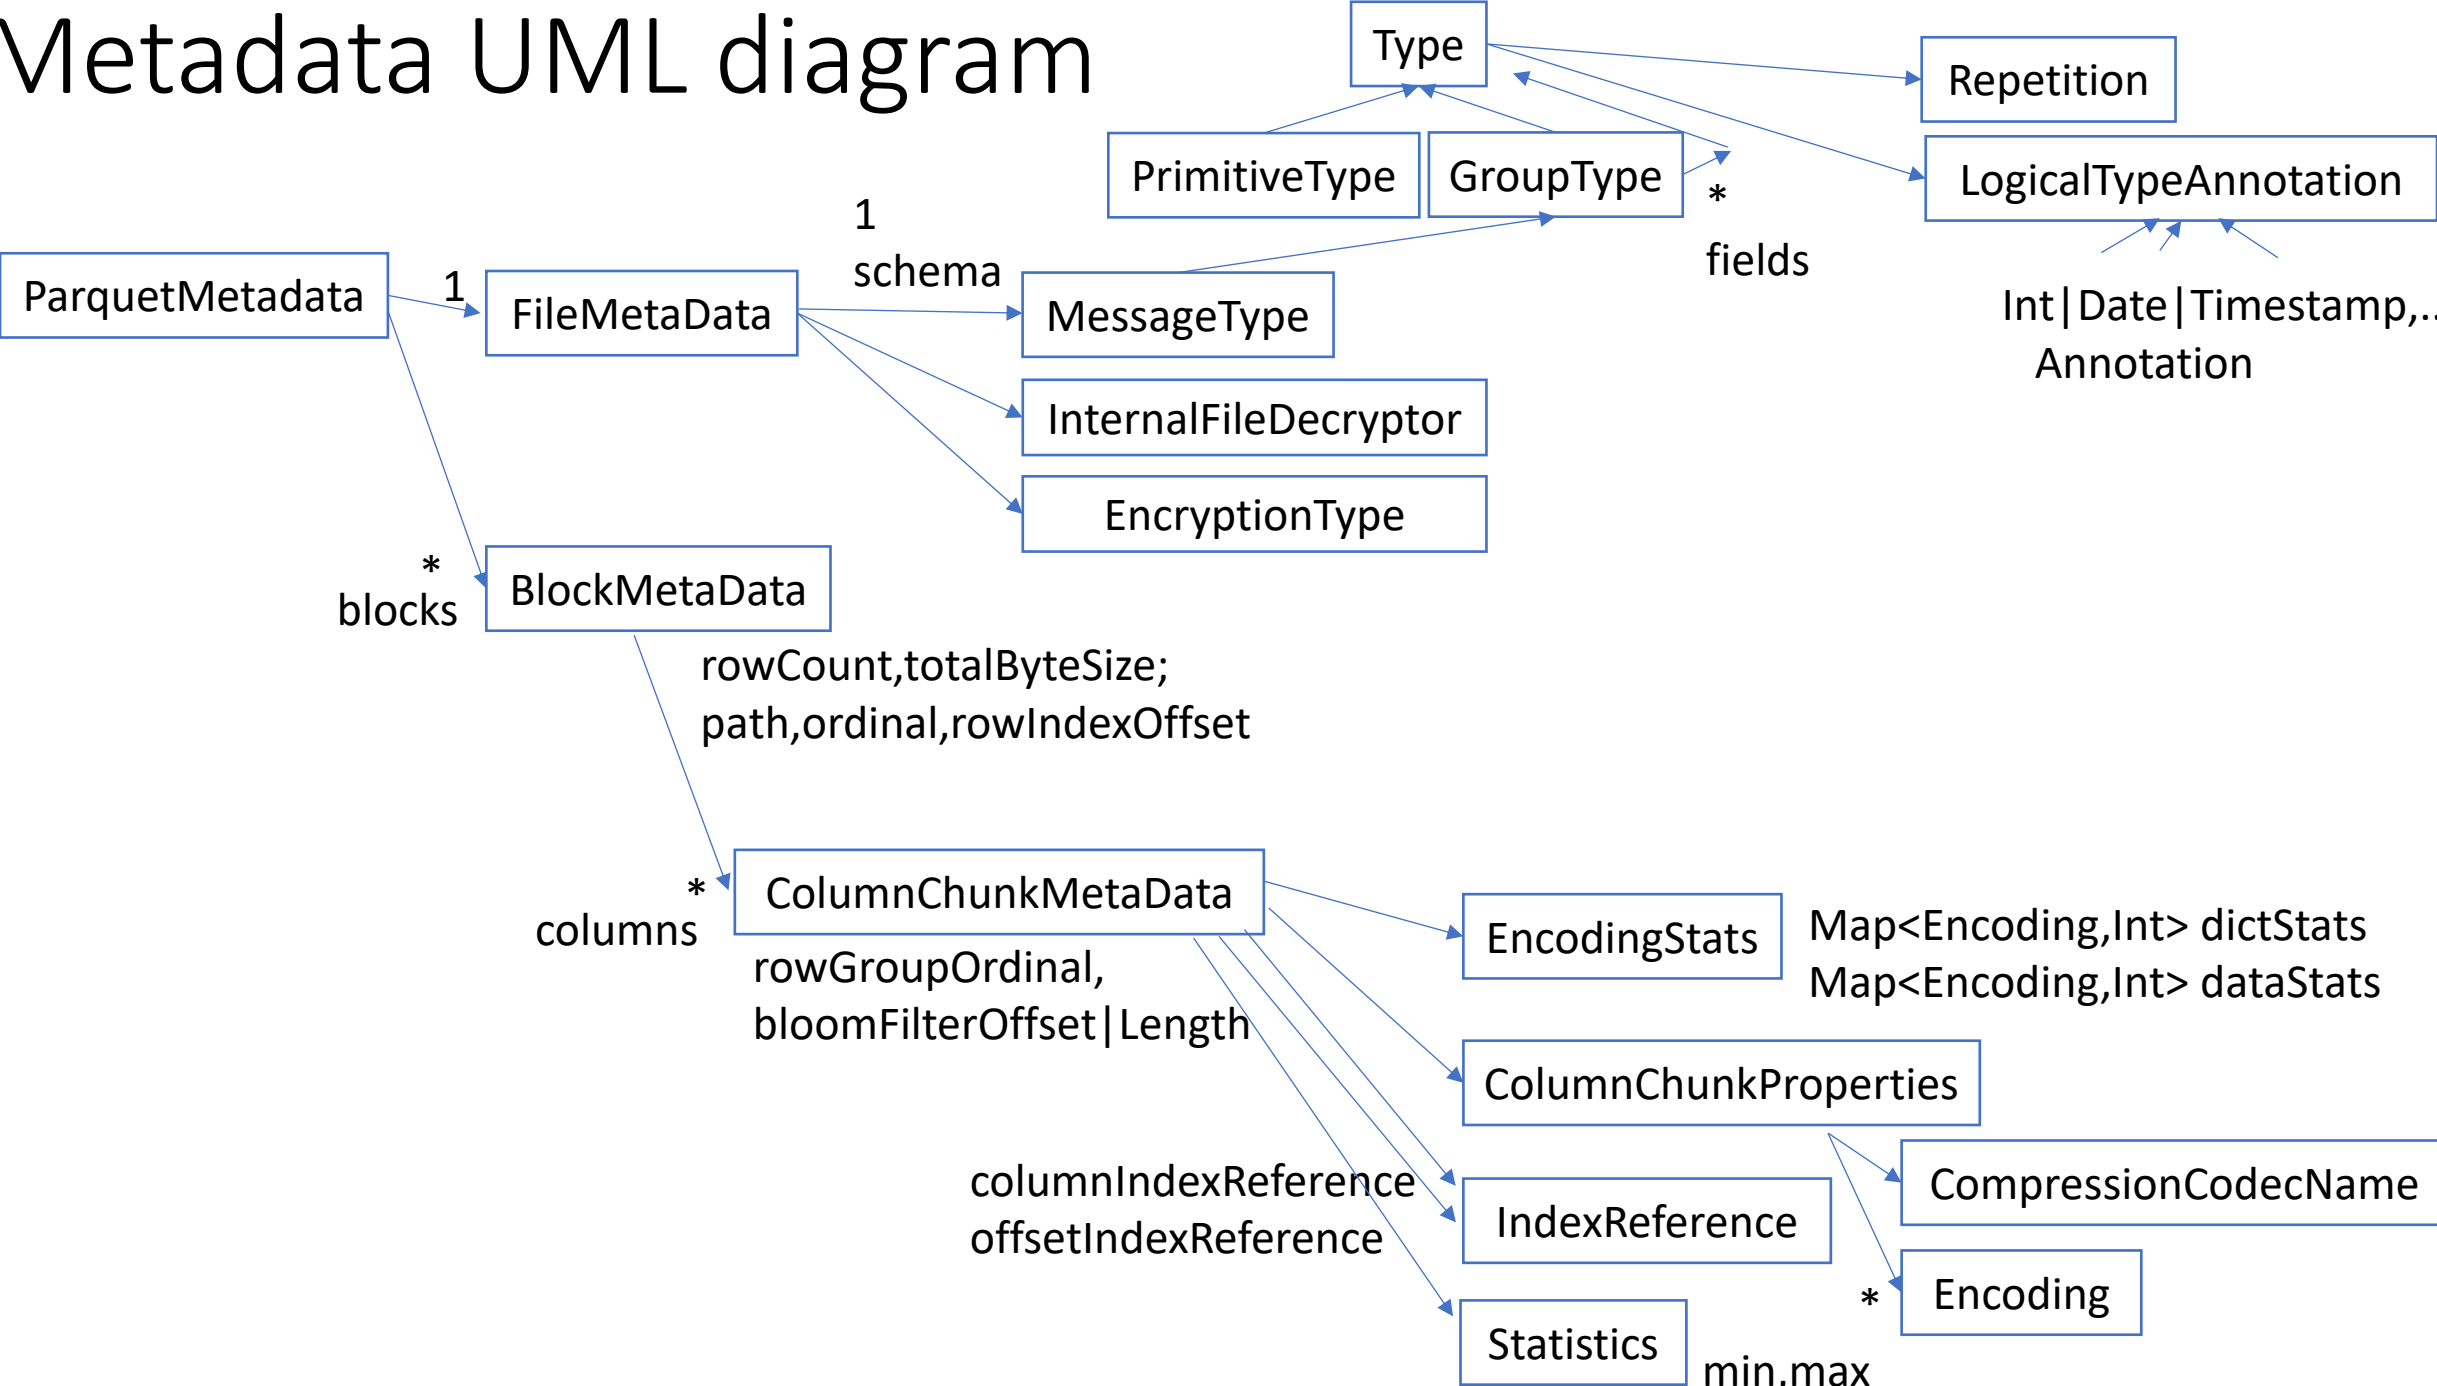 Metadata UML diagram
Type
Repetition
PrimitiveType
GroupType
*
fields
LogicalTypeAnnotation
Int|Date|Timestamp,..
Annotation
1
schema
ParquetMetadata
1
FileMetaData
MessageType
InternalFileDecryptor
EncryptionType
*
blocks
BlockMetaData
rowCount,totalByteSize;
path,ordinal,rowIndexOffset
*
columns
ColumnChunkMetaData
rowGroupOrdinal,
bloomFilterOffset|Length
EncodingStats
Map<Encoding,Int> dictStats
Map<Encoding,Int> dataStats
ColumnChunkProperties
columnIndexReference
offsetIndexReference
IndexReference
CompressionCodecName
*
Encoding
Statistics
min,max